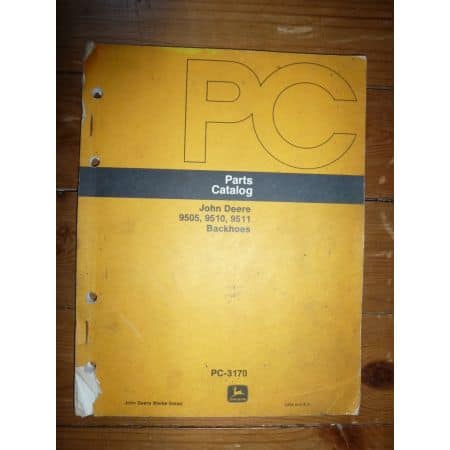 PC
Parts
Catalog
John Deere
9505, 9510, 9511
Backhoes
PC-3170